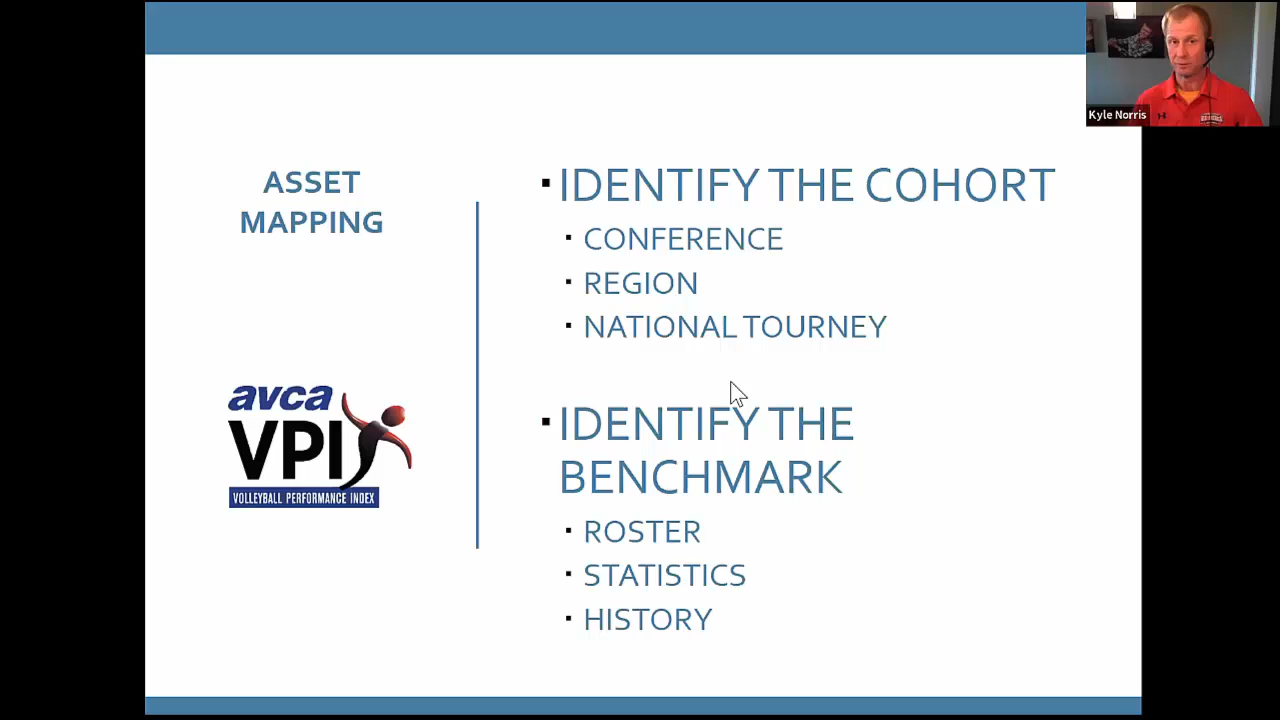 Kyle Norris
ASSET
MAPPING
avca
VPI
VOLLEYBALL PERFORMANCE INDEX
IDENTIFY THE COHORT
CONFERENCE
REGION
NATIONAL TOURNEY
IDENTIFY THE
BENCHMARK
ROSTER
STATISTICS
HISTORY